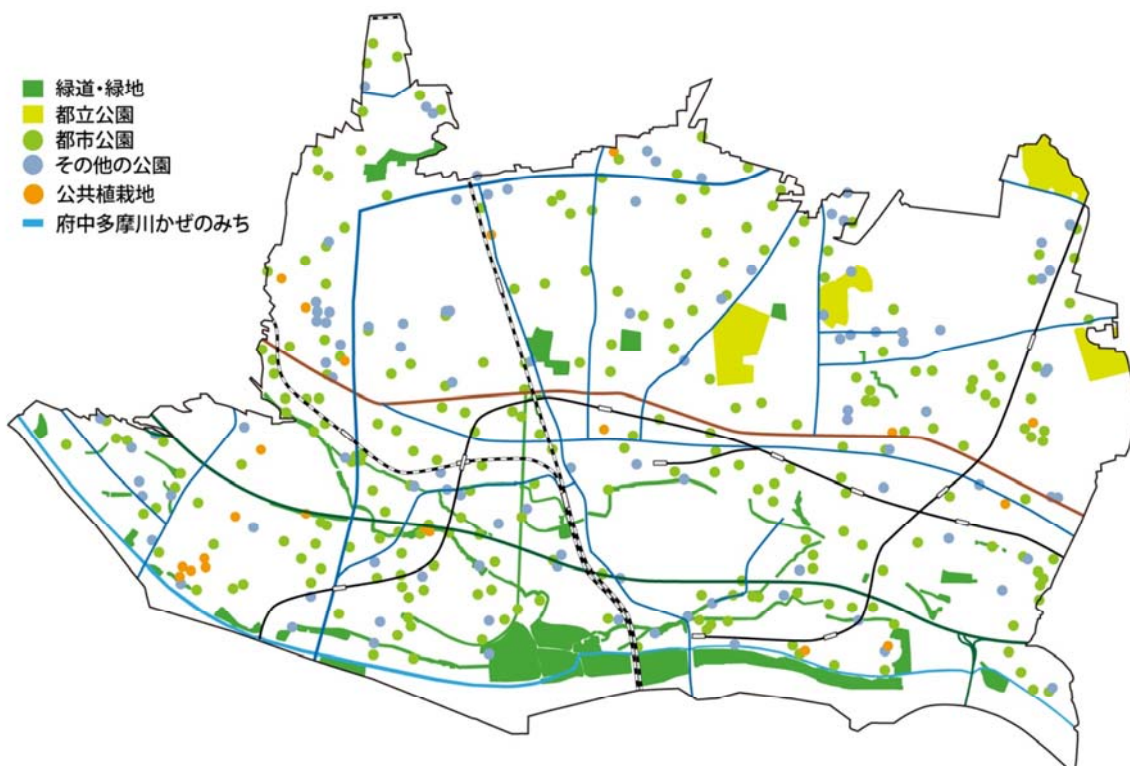 緑道・緑地
都立公園
都市公園
その他の公園
公共植栽地
府中多摩川かぜのみち